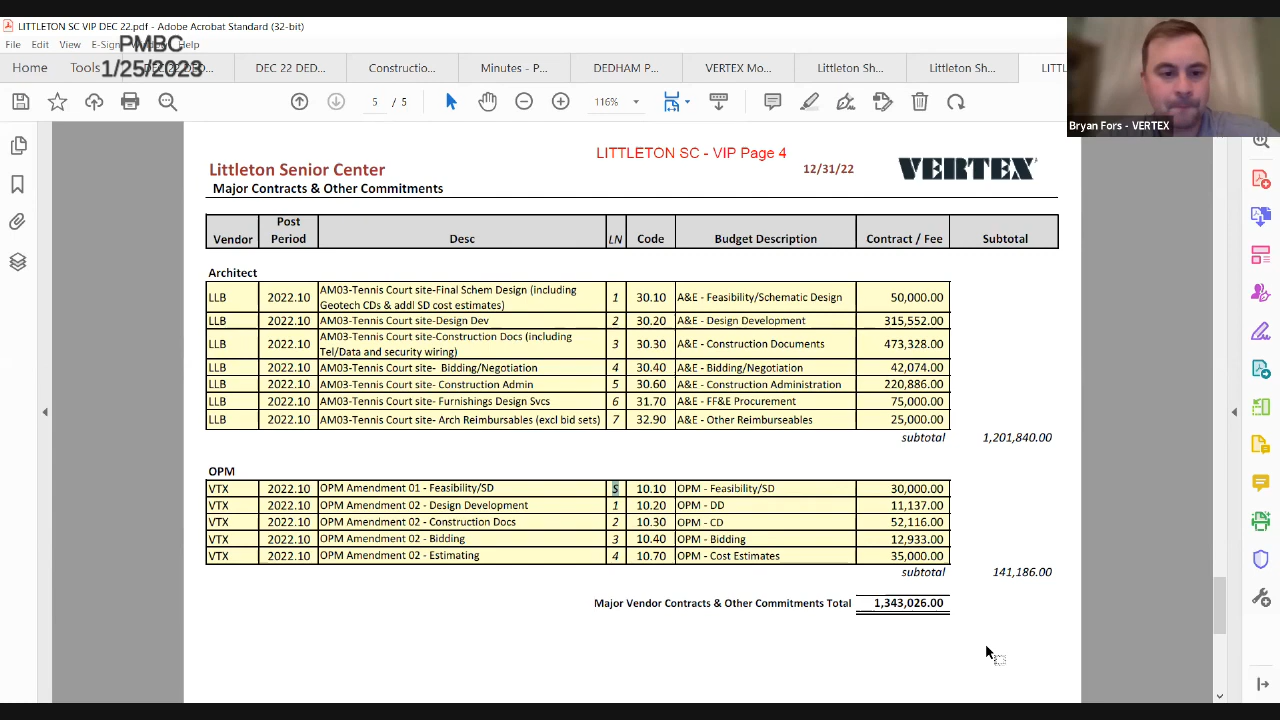 LITTLETON SC VIP DEC 22.pdf - Adobe Acrobat Standard (32-bit)
File Edit View E-Sign Help
PMBC
1/25/2023
Home Tools DEC 22 DED... Constructio... Minutes - P... DEDHAM P... VERTEX Mo... Littleton Sh... Littleton Sh... LITTL
5 / 5 116%
Bryan Fors - VERTEX
LITTLETON SC - VIP Page 4
Littleton Senior Center 12/31/22 VERTEX
Major Contracts & Other Commitments
Vendor Post Period Desc LN Code Budget Description Contract / Fee Subtotal
Architect
LLB 2022.10 AM03-Tennis Court site-Final Schem Design (including Geotech CDs & addl SD cost estimates) 1 30.10 A&E - Feasibility/Schematic Design 50,000.00
LLB 2022.10 AM03-Tennis Court site-Design Dev 2 30.20 A&E - Design Development 315,552.00
LLB 2022.10 AM03-Tennis Court site-Construction Docs (including Tel/Data and security wiring) 3 30.30 A&E - Construction Documents 473,328.00
LLB 2022.10 AM03-Tennis Court site- Bidding/Negotiation 4 30.40 A&E - Bidding/Negotiation 42,074.00
LLB 2022.10 AM03-Tennis Court site- Construction Admin 5 30.60 A&E - Construction Administration 220,886.00
LLB 2022.10 AM03-Tennis Court site- Furnishings Design Svcs 6 31.70 A&E - FF&E Procurement 75,000.00
LLB 2022.10 AM03-Tennis Court site- Arch Reimbursables (excl bid sets) 7 32.90 A&E - Other Reimburseables 25,000.00
subtotal 1,201,840.00
OPM
VTX 2022.10 OPM Amendment 01 - Feasibility/SD S 10.10 OPM - Feasibility/SD 30,000.00
VTX 2022.10 OPM Amendment 02 - Design Development 1 10.20 OPM - DD 11,137.00
VTX 2022.10 OPM Amendment 02 - Construction Docs 2 10.30 OPM - CD 52,116.00
VTX 2022.10 OPM Amendment 02 - Bidding 3 10.40 OPM - Bidding 12,933.00
VTX 2022.10 OPM Amendment 02 - Estimating 4 10.70 OPM - Cost Estimates 35,000.00
subtotal 141,186.00
Major Vendor Contracts & Other Commitments Total 1,343,026.00